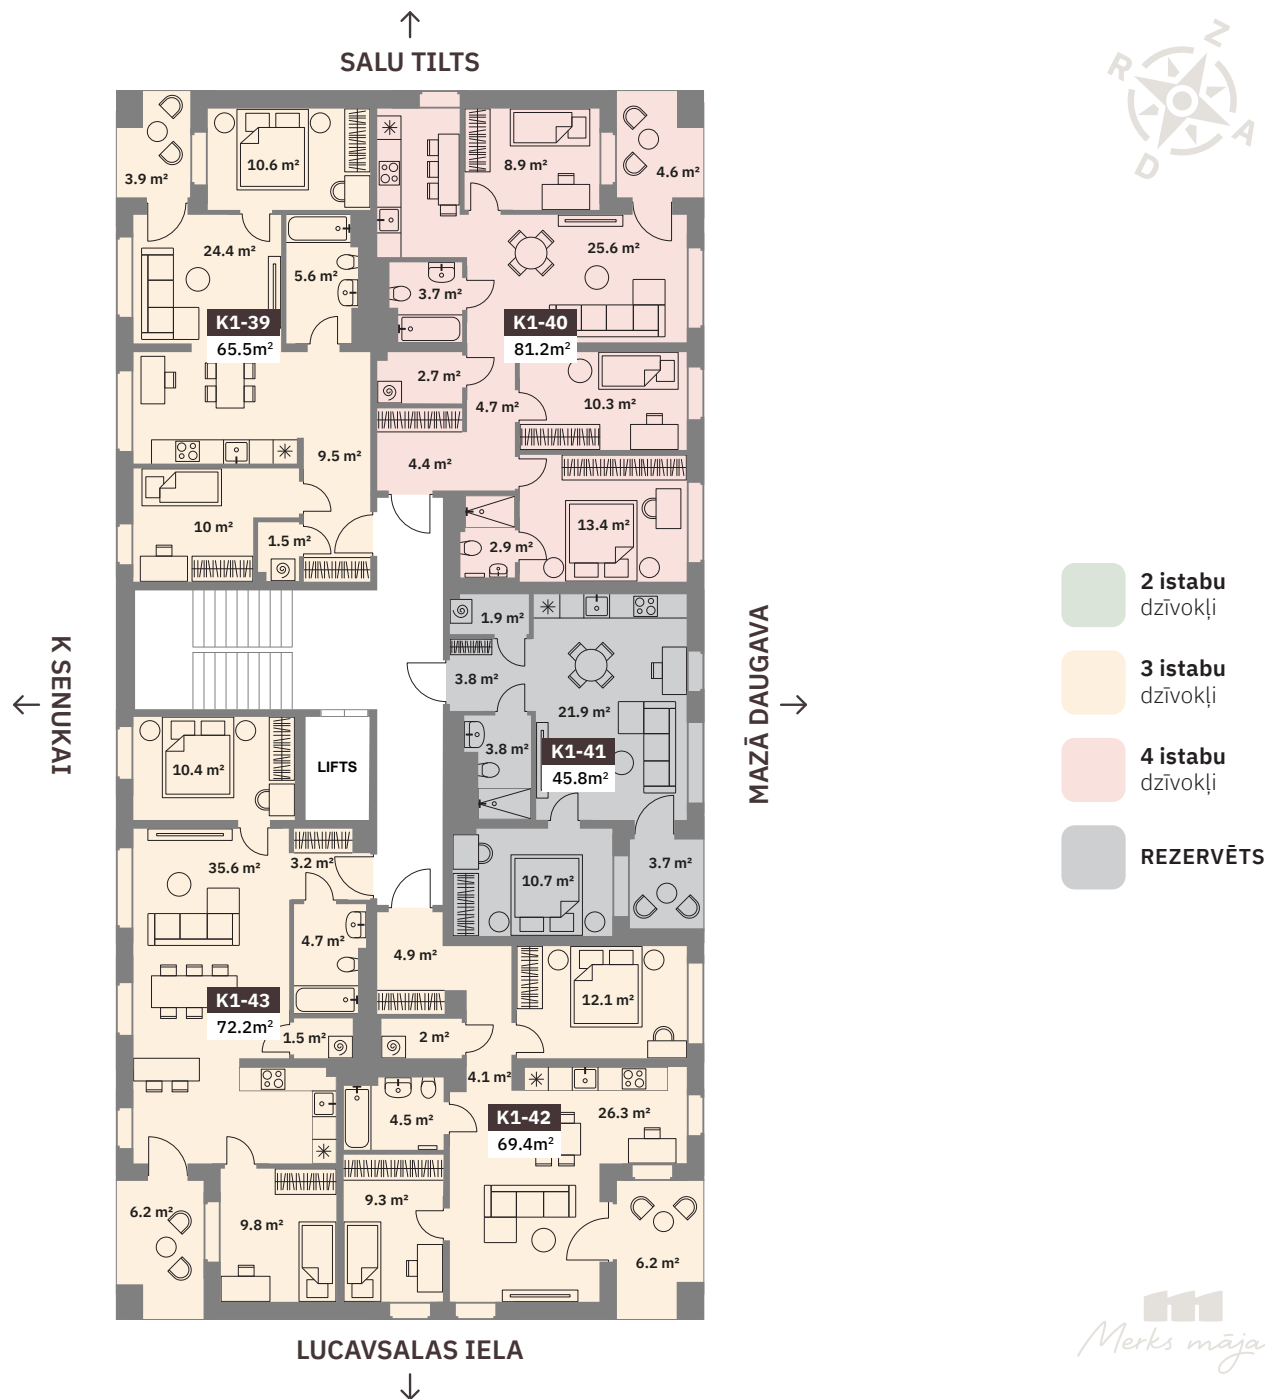 SALU TILTS
Z
R
A
D
10.6 m²
3.9 m²
8.9 m²
4.6 m²
24.4 m²
5.6 m²
25.6 m²
3.7 m²
K1-39
65.5m²
K1-40
81.2m²
2.7 m²
4.7 m²
10.3 m²
9.5 m²
4.4 m²
10 m²
1.5 m²
13.4 m²
2.9 m²
1.9 m²
3.8 m²
21.9 m²
3.8 m²
K1-41
45.8m²
10.4 m²
LIFTS
35.6 m²
3.2 m²
10.7 m²
3.7 m²
4.7 m²
4.9 m²
12.1 m²
K1-43
72.2m²
1.5 m²
2 m²
4.1 m²
4.5 m²
K1-42
69.4m²
26.3 m²
9.3 m²
6.2 m²
9.8 m²
6.2 m²
K SENUKAI
MAZĀ DAUGAVA
LUCAVSALAS IELA
2 istabu
dzīvokļi
3 istabu
dzīvokļi
4 istabu
dzīvokļi
REZERVĒTS
Merks māja